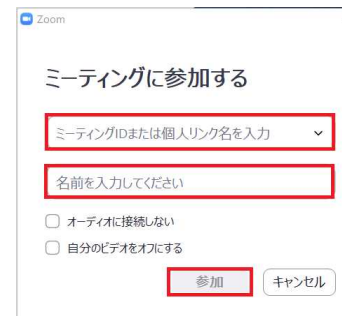 Zoom
ミーティングに参加する
ミーティングIDまたは個人リンク名を入力
名前を入力してください
オーディオに接続しない
自分のビデオをオフにする
参加 キャンセル